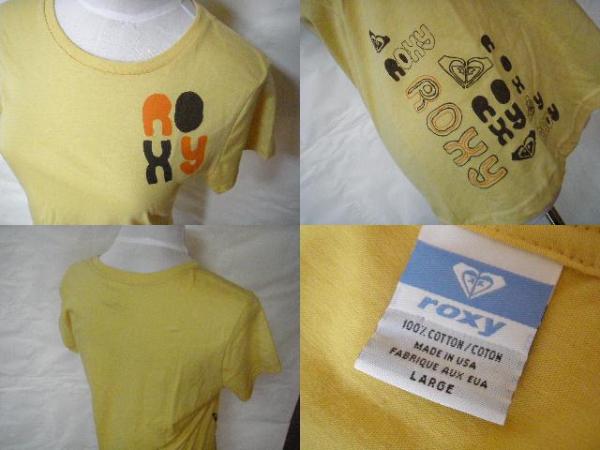 RO
XY
ROXY
ROXY
ROXY
ROXY
roxy
100% COTTON/COTON
MADE IN USA
FABRIQUE AUX EUA
LARGE